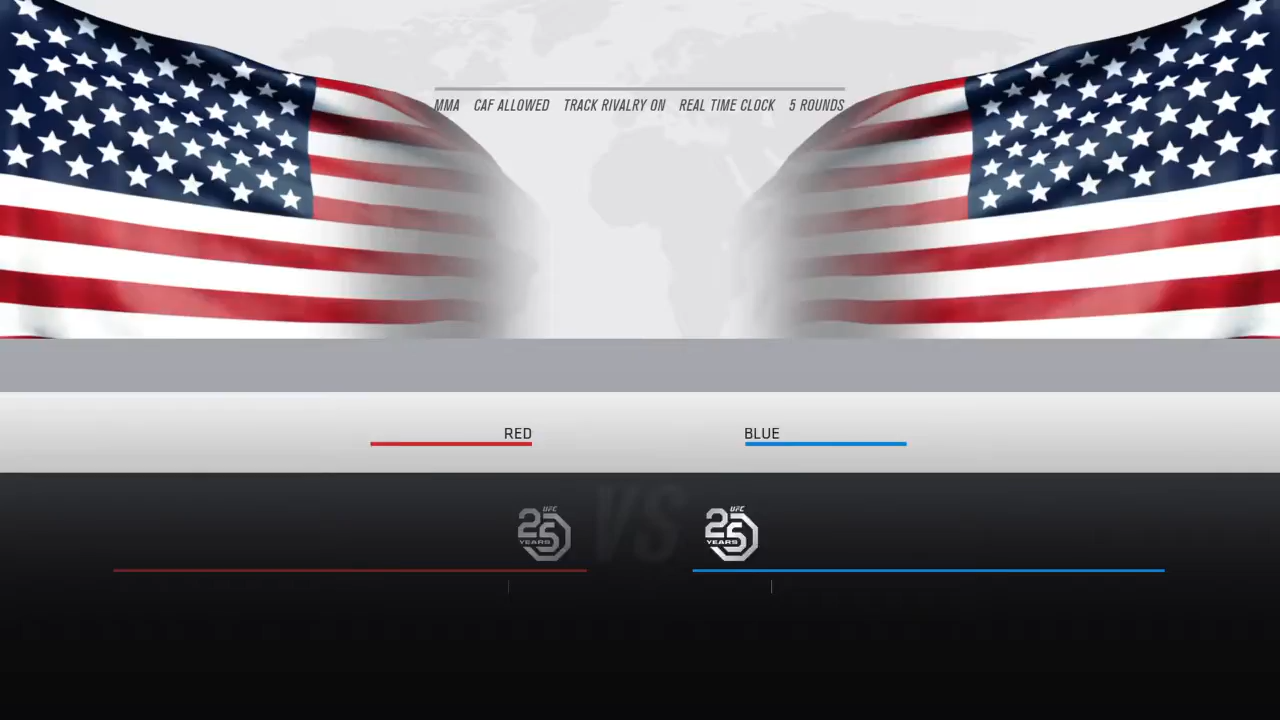 MMA CAF ALLOWED TRACK RIVALRY ON REAL TIME CLOCK 5 ROUNDS
RED BLUE
VS
UFC UFC
25 25
YEARS YEARS